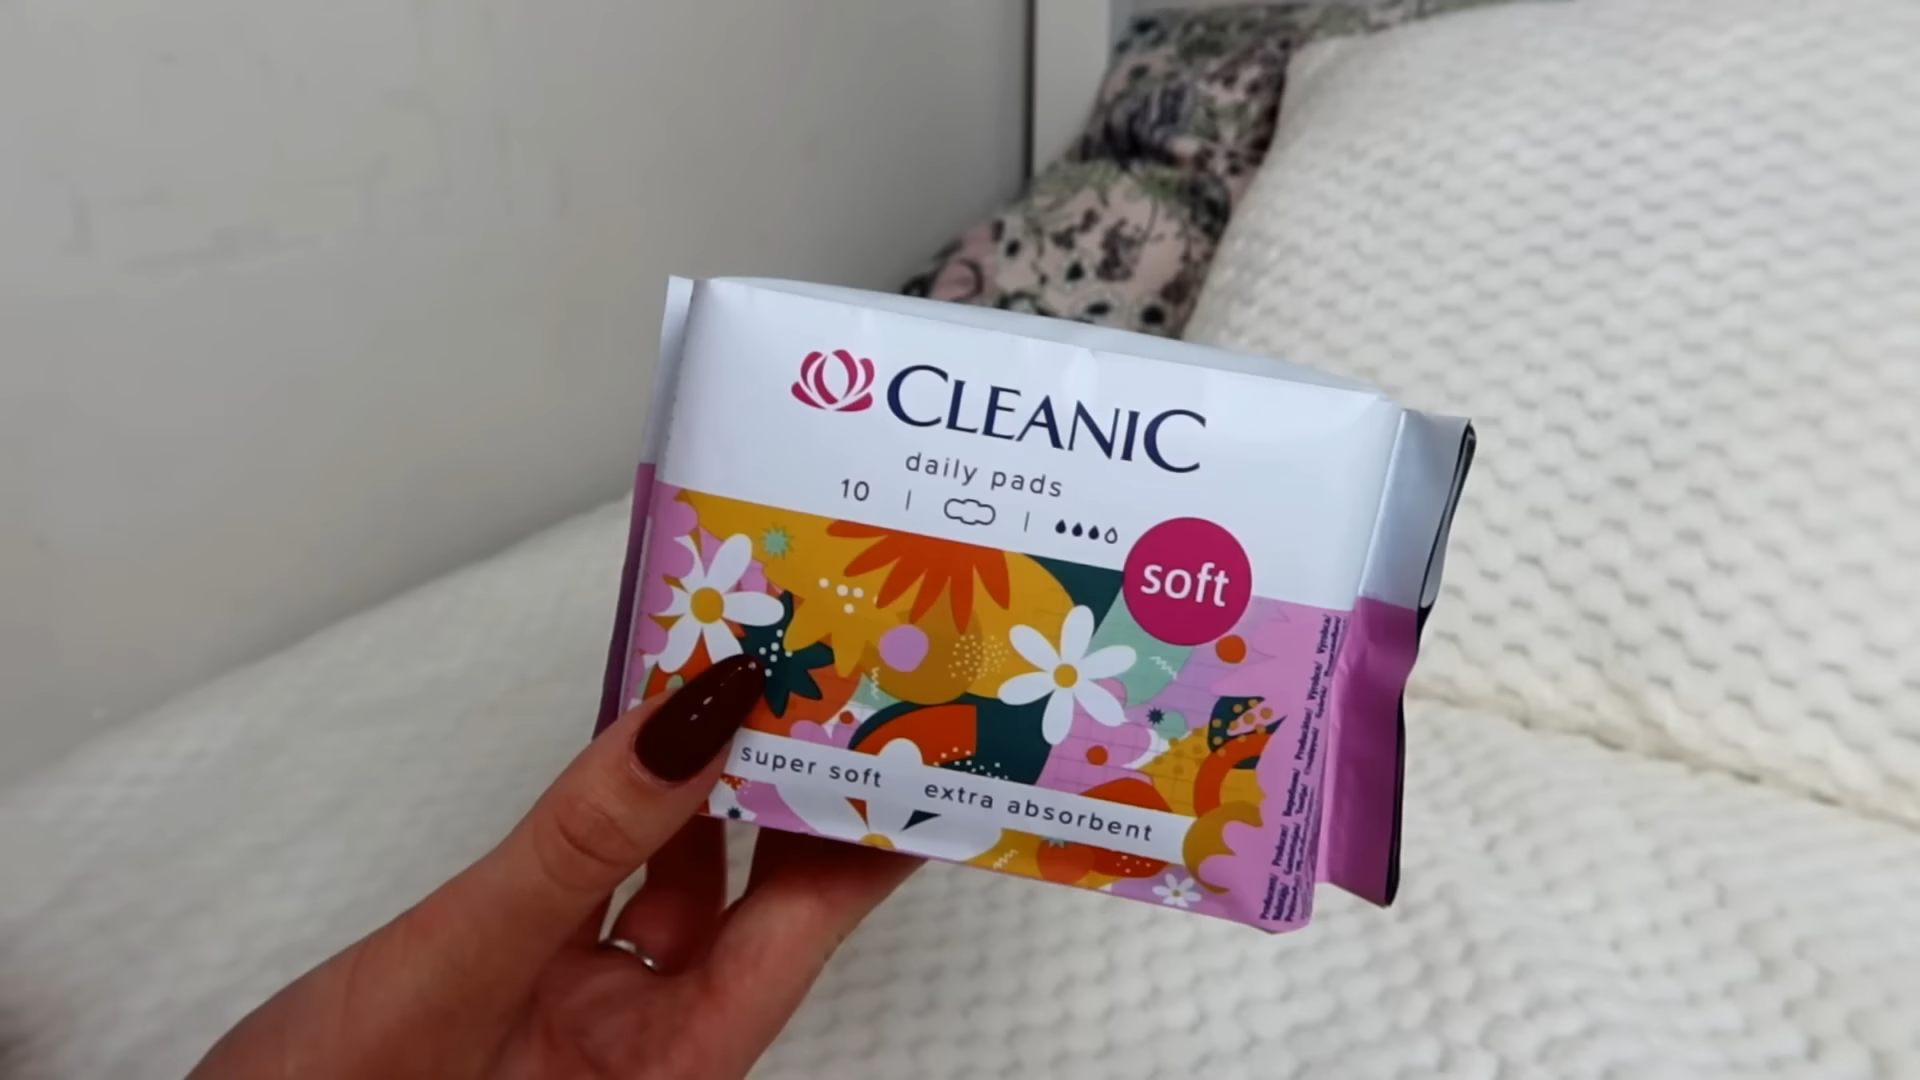 CLEANIC
daily pads
10
soft
super soft extra absorbent